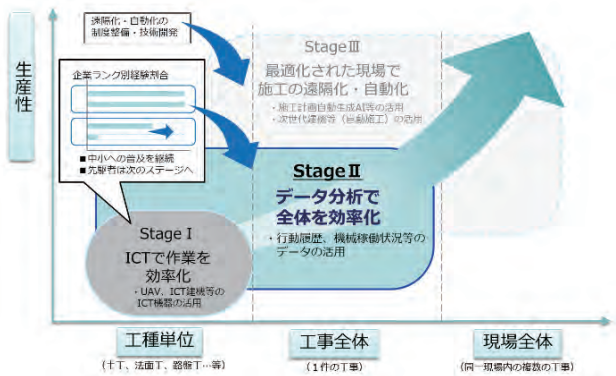 遠隔化・自動化の
制度整備・技術開発
生産性
企業ランク別経験割合
■中小への普及を継続
■先駆者は次のステージへ
StageⅢ
最適化された現場で
施工の遠隔化・自動化
・施工計画自動生成AI等の活用
・次世代建機等（自動施工）の活用
StageⅡ
データ分析で
全体を効率化
・行動履歴、機械稼働状況等の
データの活用
StageⅠ
ICTで作業を
効率化
・UAV、ICT建機等の
ICT機器の活用
工種単位
（土工、法面工、路盤工…等）
工事全体
（１件の工事）
現場全体
（同一現場内の複数の工事）